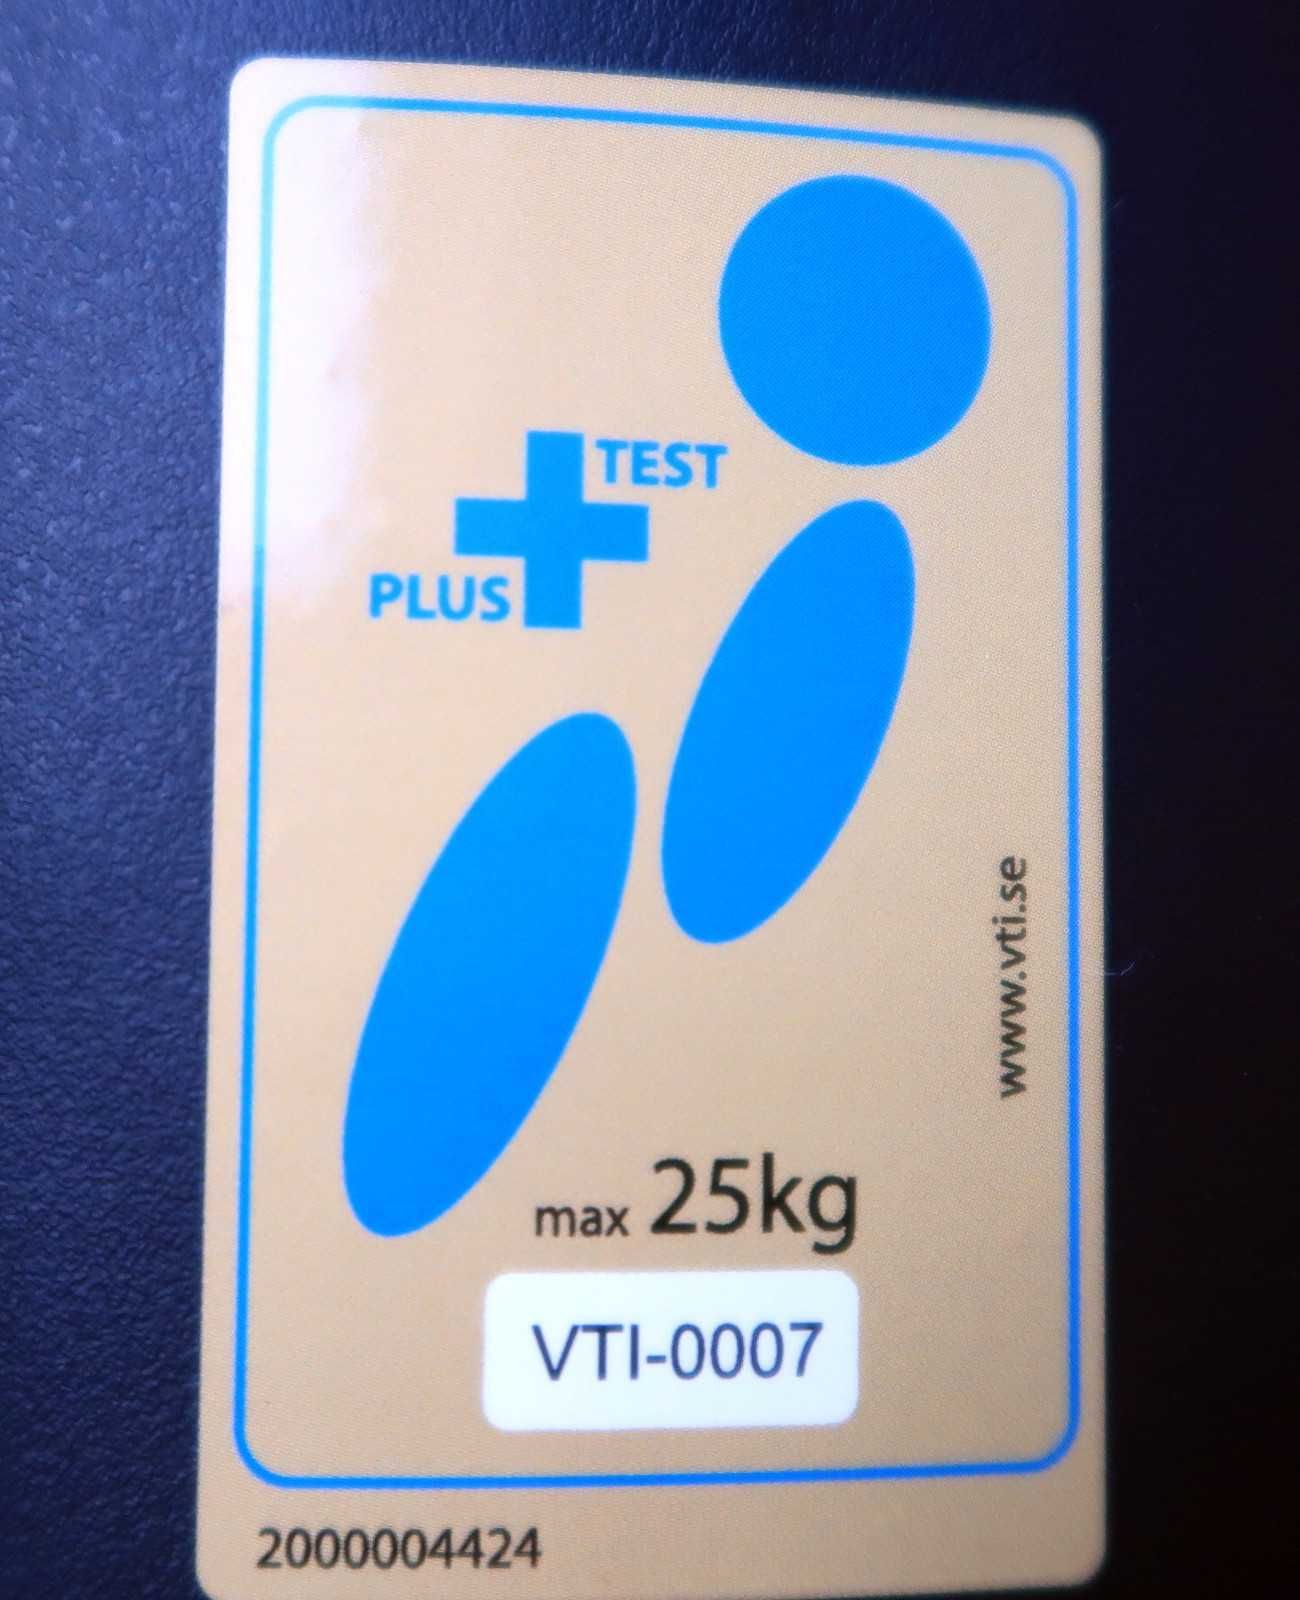 TEST
PLUS
www.vti.se
max 25kg
VTI-0007
2000004424